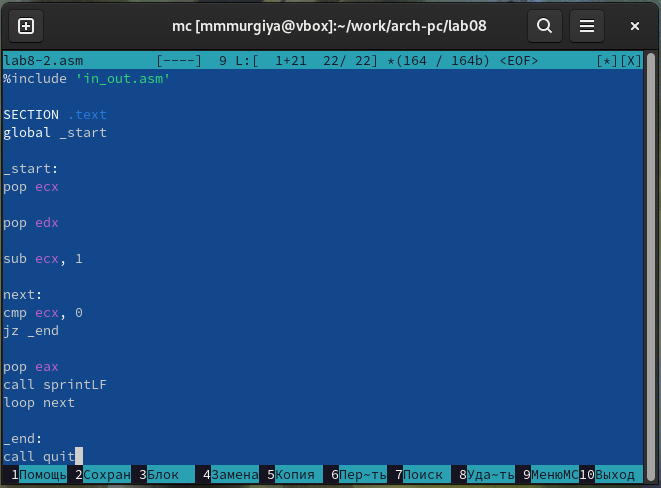 mc [mmmurgiya@vbox]:~/work/arch-pc/lab08
lab8-2.asm [----] 9 L:[ 1+21 22/ 22] *(164 / 164b) <EOF> [*][X]
%include 'in_out.asm'
SECTION .text
global _start
_start:
pop ecx
pop edx
sub ecx, 1
next:
cmp ecx, 0
jz _end
pop eax
call sprintLF
loop next
_end:
call quit
1Помощь 2Сохран 3Блок 4Замена 5Копия 6Пер~ть 7Поиск 8Уда~ть 9МенюМС 10Выход